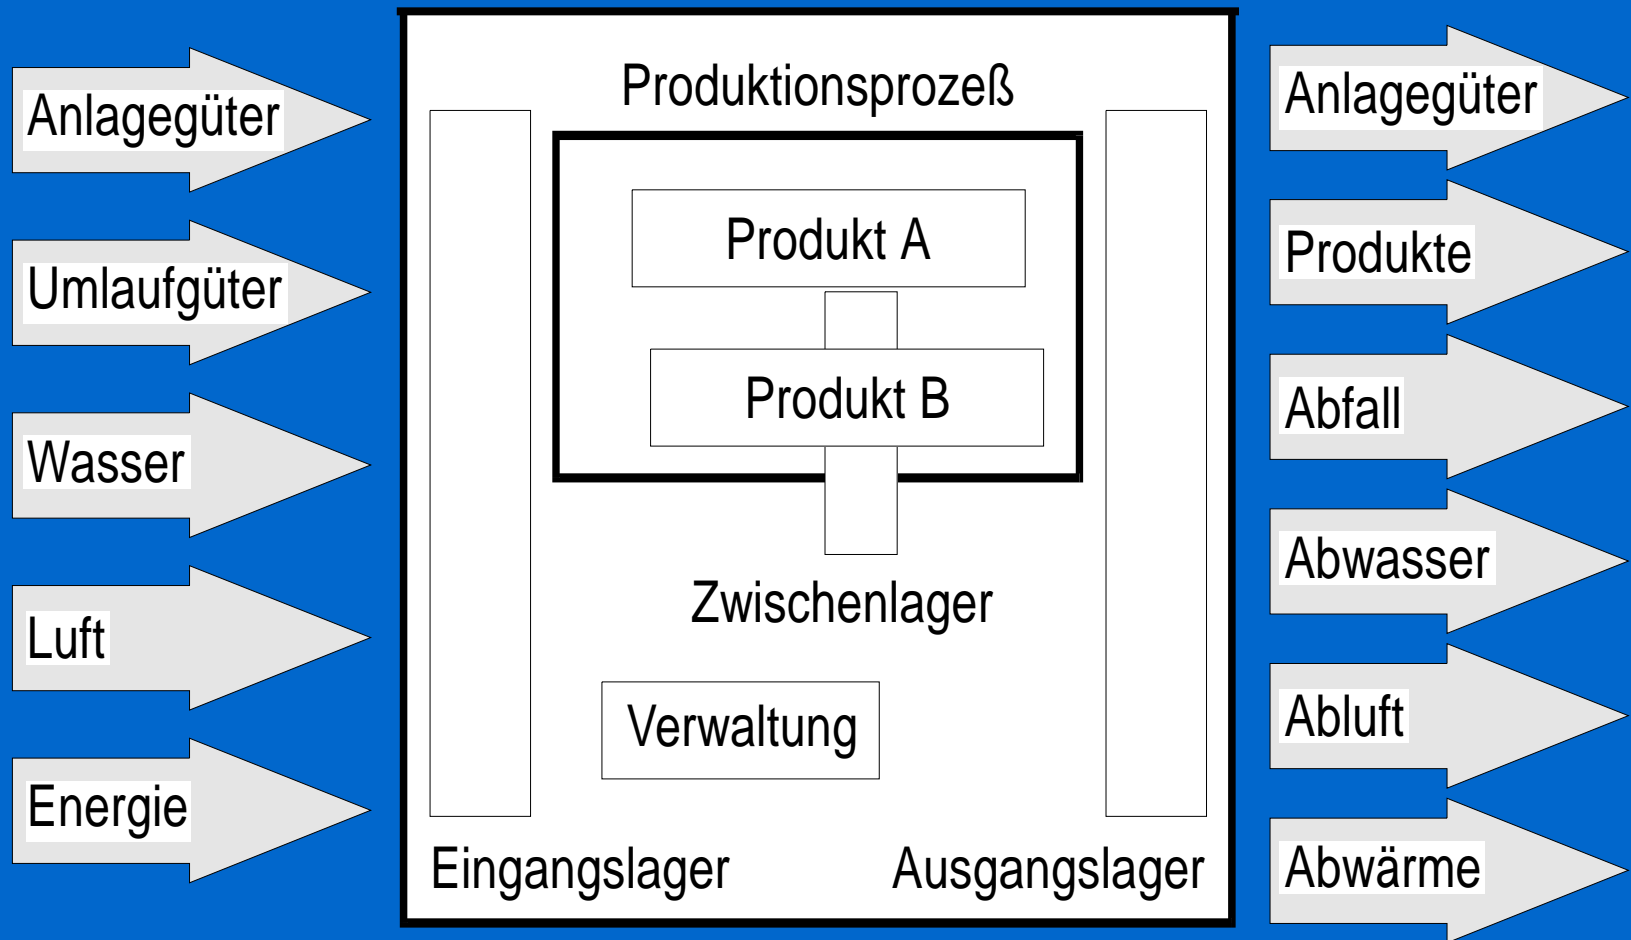 Anlagegüter
Umlaufgüter
Wasser
Luft
Energie
Produktionsprozeß
Produkt A
Produkt B
Zwischenlager
Verwaltung
Eingangslager
Ausgangslager
Anlagegüter
Produkte
Abfall
Abwasser
Abluft
Abwärme